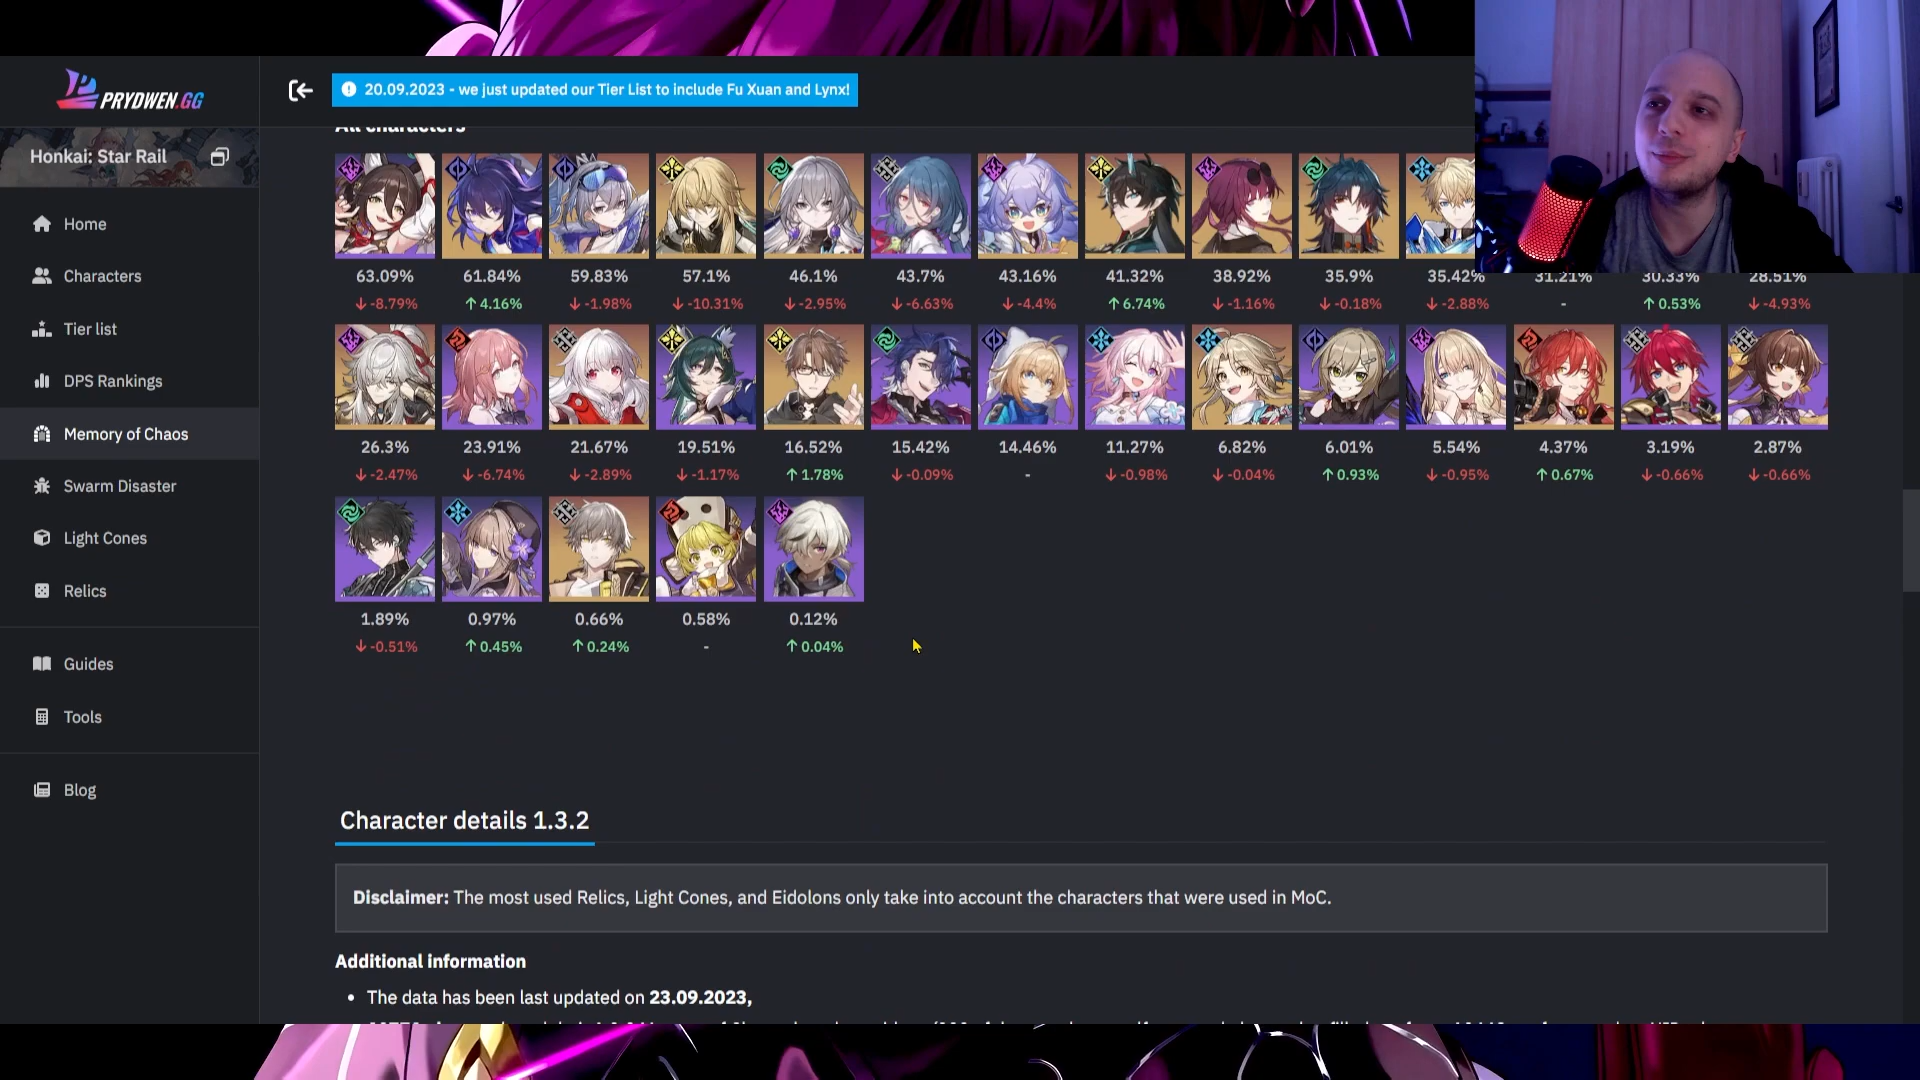 PRYDWEN.GG
20.09.2023 - we just updated our Tier List to include Fu Xuan and Lynx!
Honkai: Star Rail
Home
Characters
Tier list
DPS Rankings
Memory of Chaos
Swarm Disaster
Light Cones
Relics
Guides
Tools
Blog
All characters
63.09% 61.84% 59.83% 57.1% 46.1% 43.7% 43.16% 41.32% 38.92% 35.9% 35.42% 31.21% 30.33% 28.51%
-8.79% 4.16% -1.98% -10.31% -2.95% -6.63% -4.4% 6.74% -1.16% -0.18% -2.88% - 0.53% -4.93%
26.3% 23.91% 21.67% 19.51% 16.52% 15.42% 14.46% 11.27% 6.82% 6.01% 5.54% 4.37% 3.19% 2.87%
-2.47% -6.74% -2.89% -1.17% 1.78% -0.09% - -0.98% -0.04% 0.93% -0.95% 0.67% -0.66% -0.66%
1.89% 0.97% 0.66% 0.58% 0.12%
-0.51% 0.45% 0.24% - 0.04%
Character details 1.3.2
Disclaimer: The most used Relics, Light Cones, and Eidolons only take into account the characters that were used in MoC.
Additional information
• The data has been last updated on 23.09.2023,